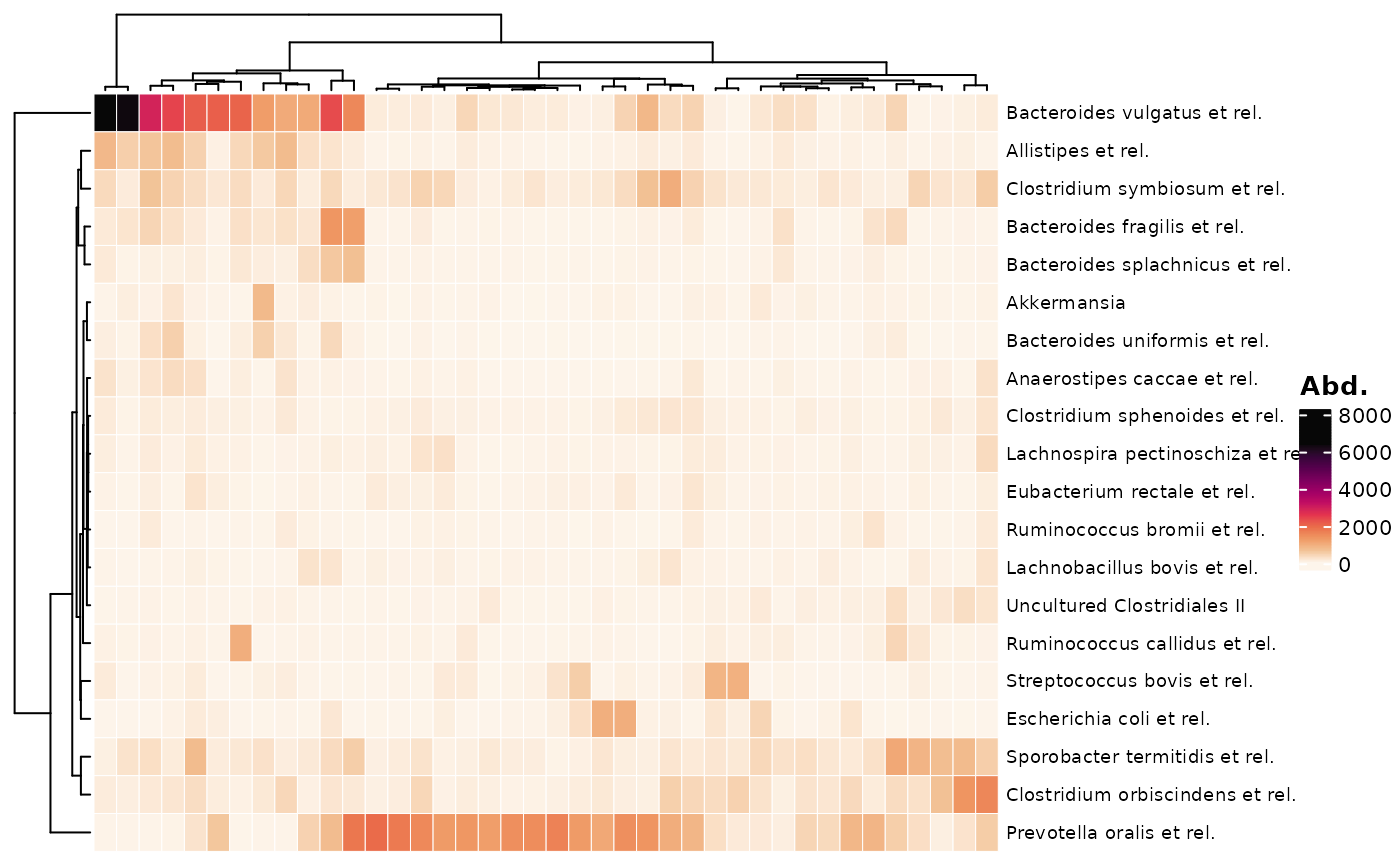 Bacteroides vulgatus et rel.
Allistipes et rel.
Clostridium symbiosum et rel.
Bacteroides fragilis et rel.
Bacteroides splachnicus et rel.
Akkermansia
Bacteroides uniformis et rel.
Anaerostipes caccae et rel.
Clostridium sphenoides et rel.
Lachnospira pectinoschiza et re
Eubacterium rectale et rel.
Ruminococcus bromii et rel.
Lachnobacillus bovis et rel.
Uncultured Clostridiales II
Ruminococcus callidus et rel.
Streptococcus bovis et rel.
Escherichia coli et rel.
Sporobacter termitidis et rel.
Clostridium orbiscindens et rel.
Prevotella oralis et rel.
Abd.
8000
6000
4000
2000
0